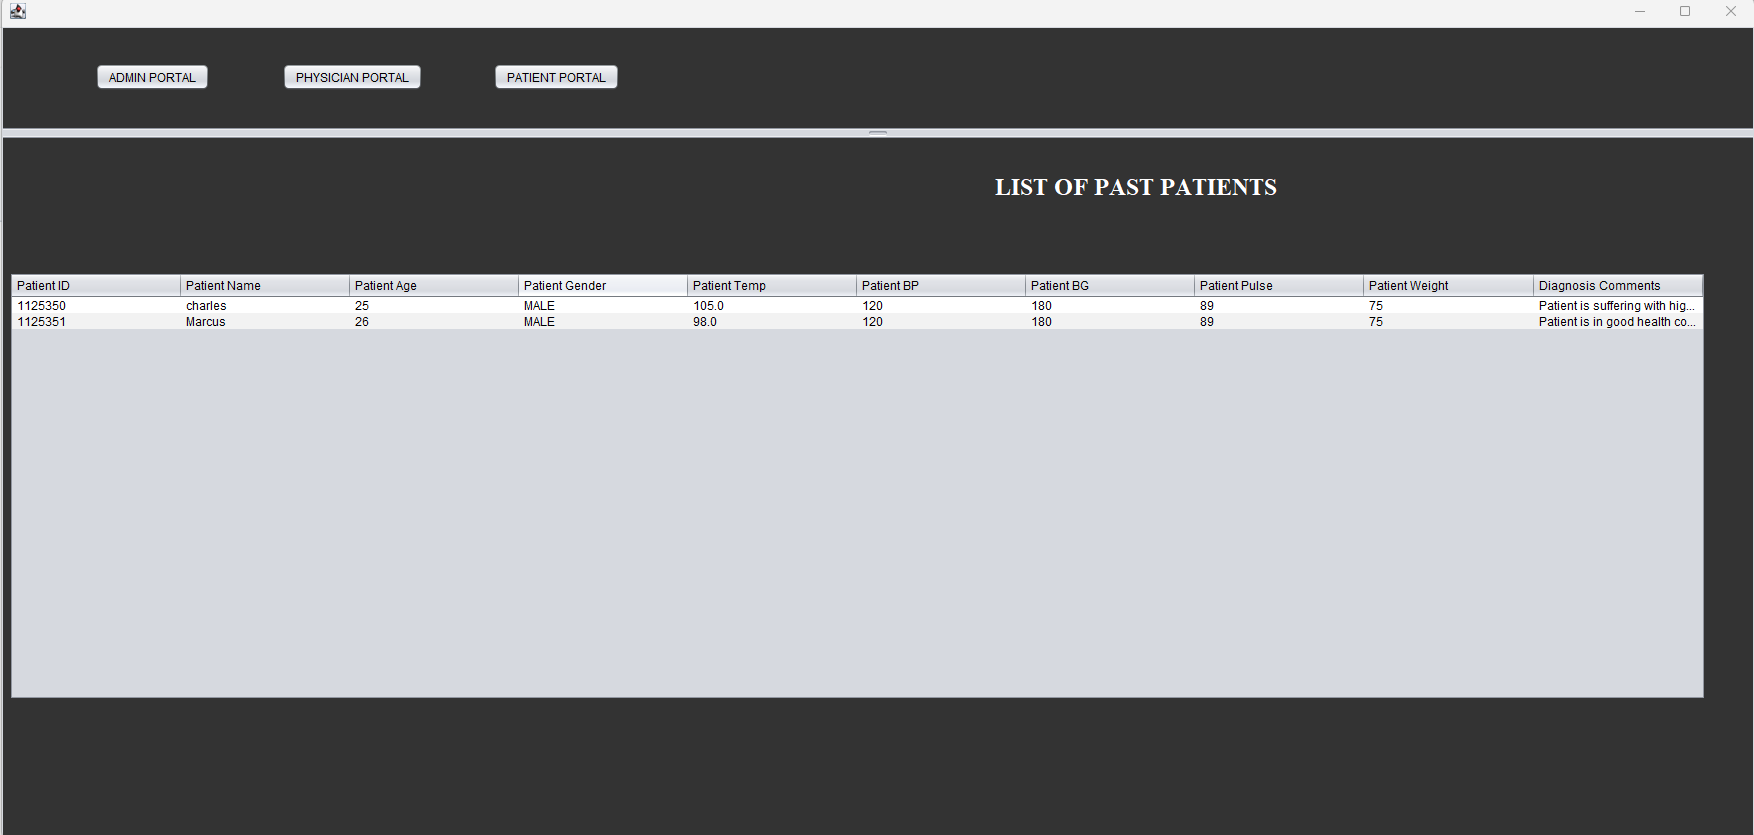 ADMIN PORTAL PHYSICIAN PORTAL PATIENT PORTAL
LIST OF PAST PATIENTS
Patient ID Patient Name Patient Age Patient Gender Patient Temp Patient BP Patient BG Patient Pulse Patient Weight Diagnosis Comments
1125350 charles 25 MALE 105.0 120 180 89 75 Patient is suffering with hig...
1125351 Marcus 26 MALE 98.0 120 180 89 75 Patient is in good health co...